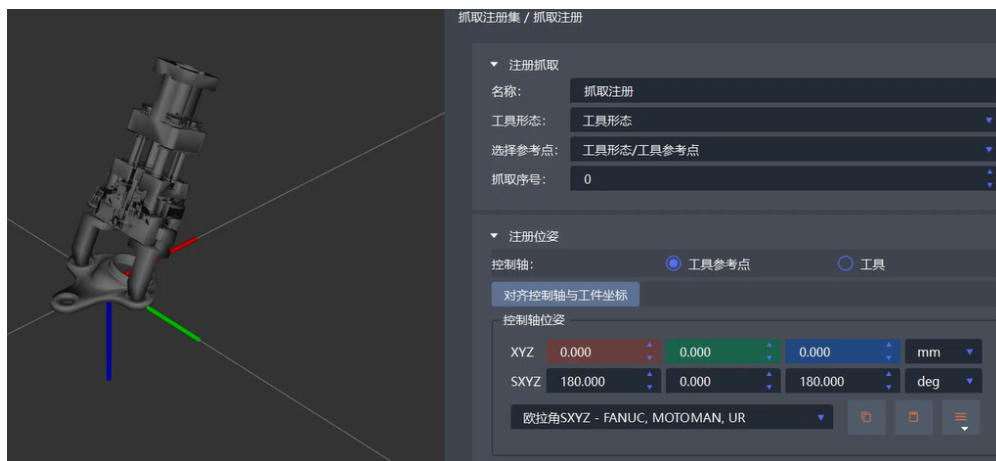 抓取注册集 / 抓取注册
注册抓取
名称: 抓取注册
工具形态: 工具形态
选择参考点: 工具形态/工具参考点
抓取序号: 0
注册位姿
控制轴: 工具参考点 工具
对齐控制轴与工件坐标
控制轴位姿
XYZ 0.000 0.000 0.000 mm
SXYZ 180.000 0.000 180.000 deg
欧拉角SXYZ - FANUC, MOTOMAN, UR